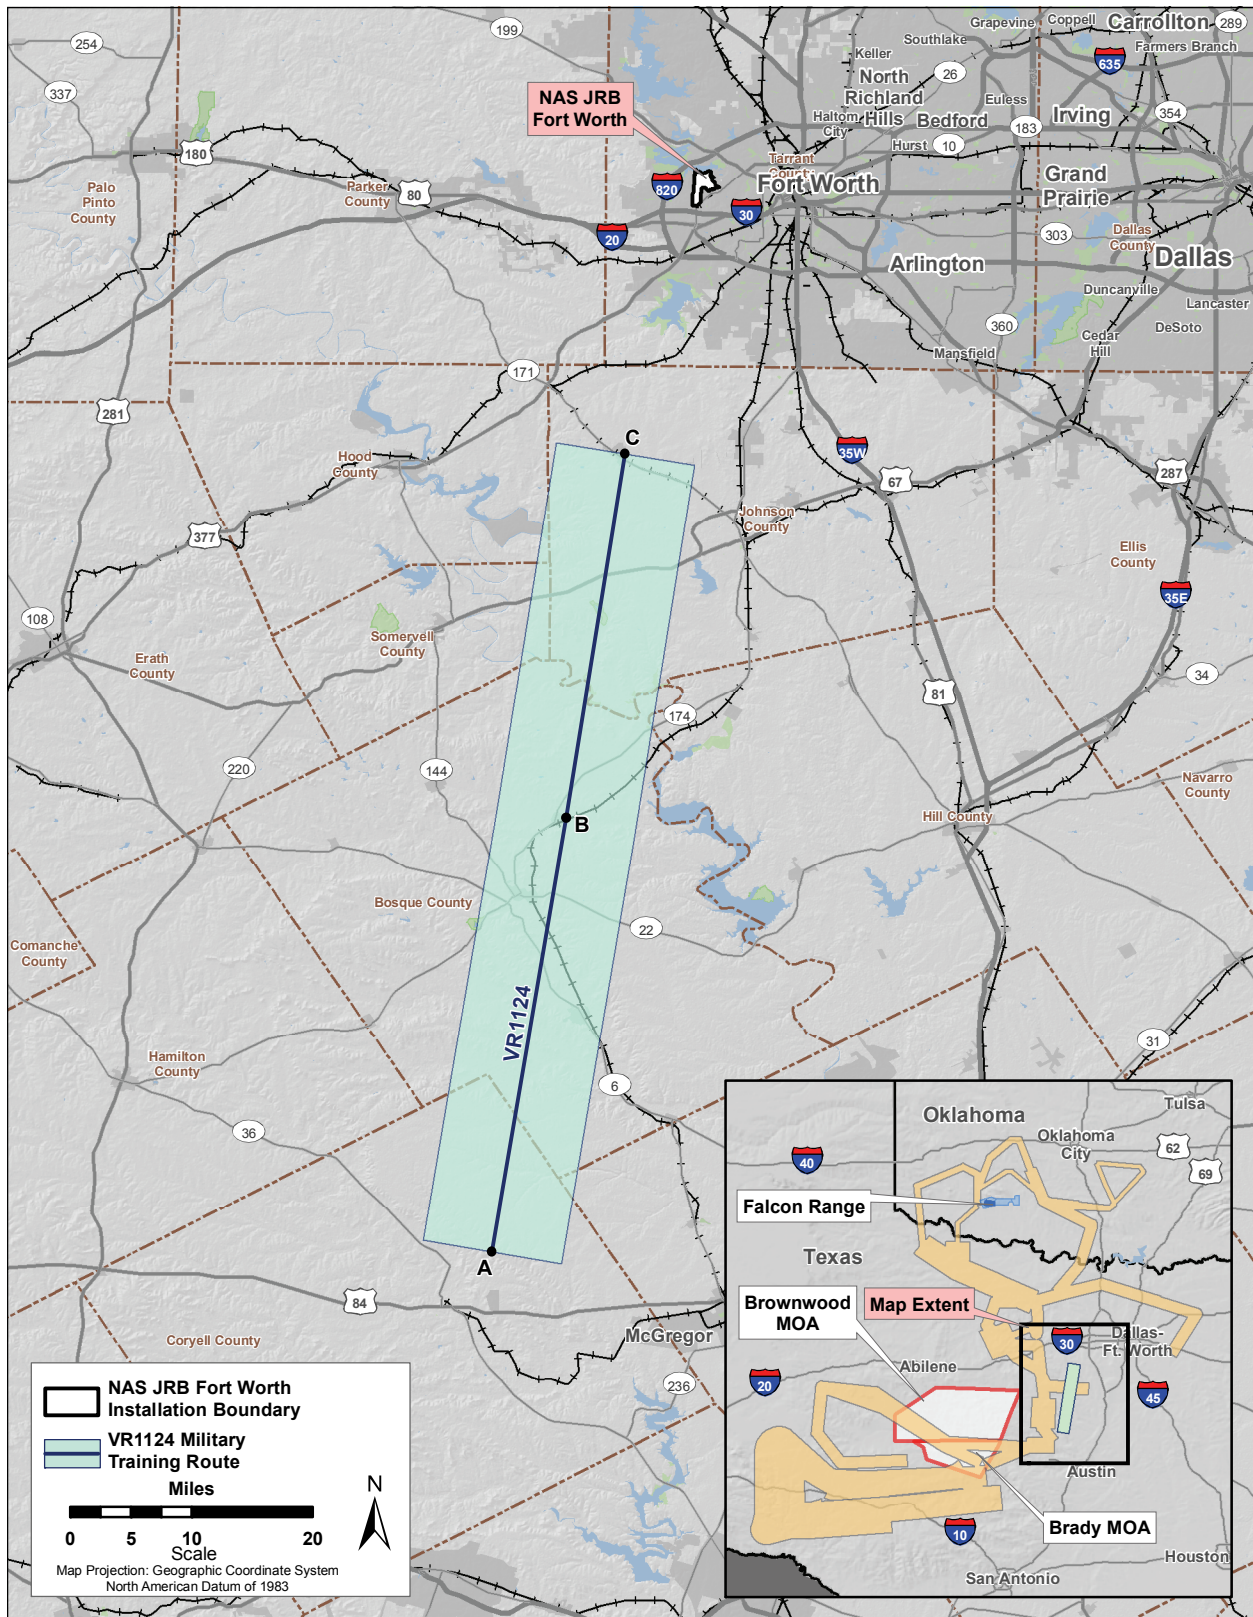 199
Grapevine
Coppell
Carrollton
289
254
Southlake
Farmers Branch
Keller
635
337
North
Richland
Hills
26
NAS JRB
Fort Worth
Euless
Irving
354
Haltom
City
Bedford
183
Hurst
10
180
Tarrant
County
Palo
Pinto
County
Parker
County
80
820
Fort Worth
Grand
Prairie
30
20
303
Dallas
County
Arlington
Dallas
Duncanville
Lancaster
360
DeSoto
Cedar
Hill
Mansfield
171
281
C
35W
Hood
County
67
287
377
Johnson
County
Ellis
County
35E
108
Somervell
County
Erath
County
34
81
174
220
144
Navarro
County
B
Hill County
Bosque County
22
Comanche
County
VR1124
31
Hamilton
County
6
36
A
84
McGregor
Coryell County
236
NAS JRB Fort Worth
Installation Boundary
VR1124 Military
Training Route
Miles
0 5 10 20
Scale
N
Map Projection: Geographic Coordinate System
North American Datum of 1983
Oklahoma
Tulsa
Oklahoma
City
62
40
69
Falcon Range
Texas
Brownwood
MOA
Map Extent
30
Dallas-
Ft. Worth
Abilene
20
45
Austin
10
Brady MOA
Houston
San Antonio